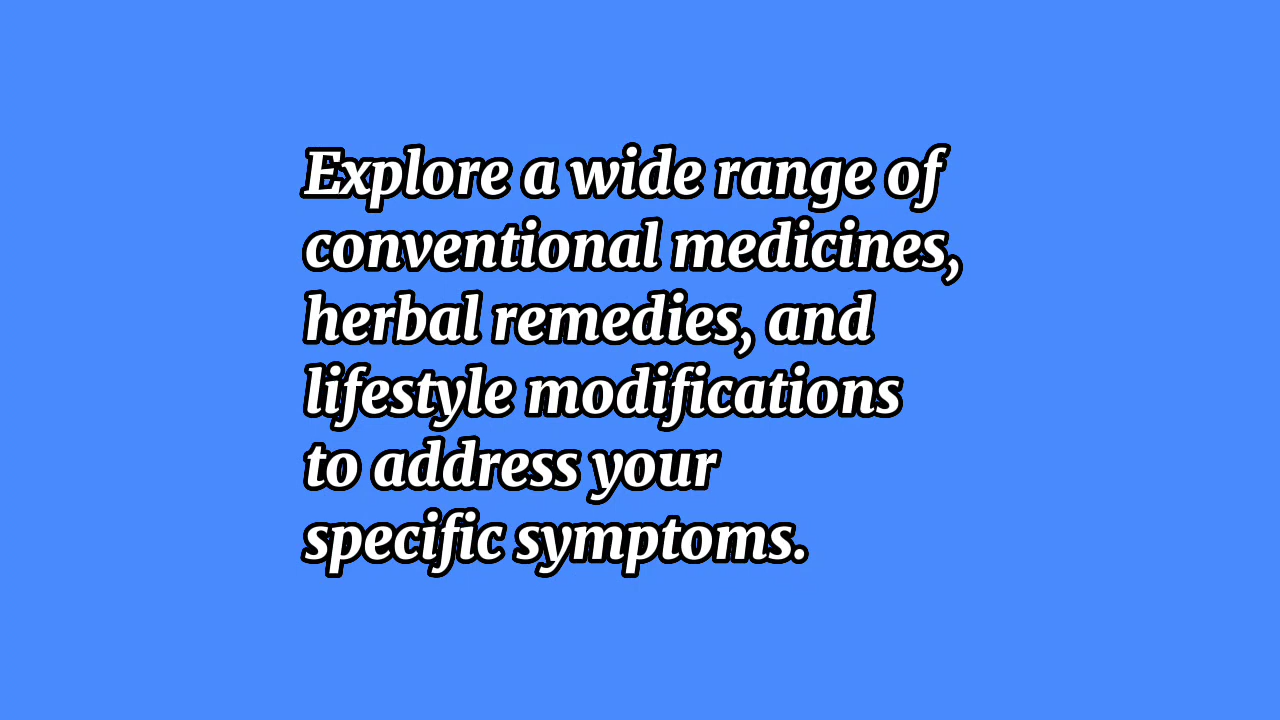 Explore a wide range of
conventional medicines,
herbal remedies, and
lifestyle modifications
to address your
specific symptoms.